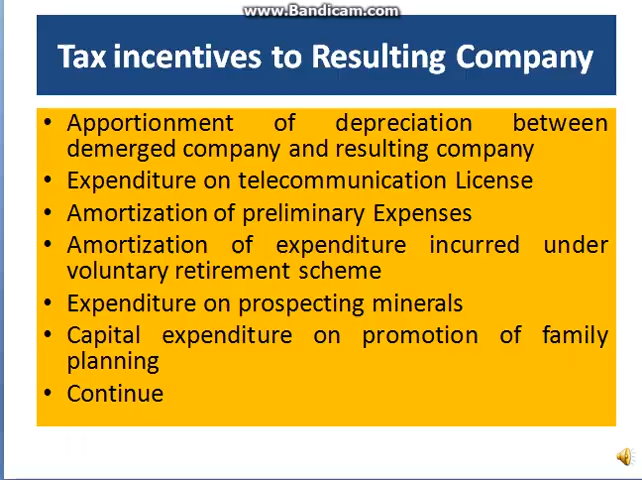 www.Bandicam.com
Tax incentives to Resulting Company
• Apportionment of depreciation between
demerged company and resulting company
• Expenditure on telecommunication License
• Amortization of preliminary Expenses
• Amortization of expenditure incurred under
voluntary retirement scheme
• Expenditure on prospecting minerals
• Capital expenditure on promotion of family
planning
• Continue